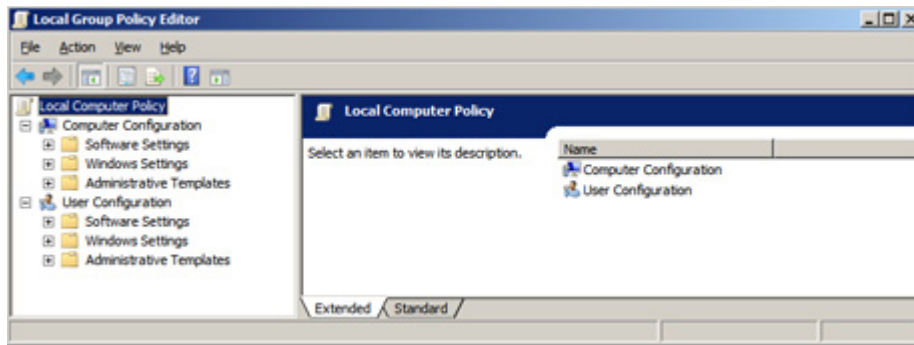 Local Group Policy Editor
File Action View Help
Local Computer Policy
Computer Configuration
Software Settings
Windows Settings
Administrative Templates
User Configuration
Software Settings
Windows Settings
Administrative Templates
Local Computer Policy
Select an item to view its description.
Name
Computer Configuration
User Configuration
Extended Standard